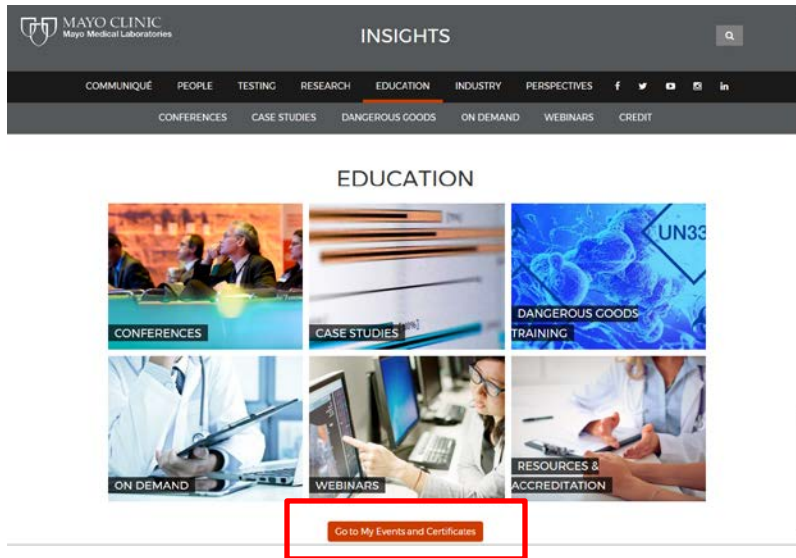 MAYO CLINIC
Mayo Medical Laboratories
INSIGHTS
COMMUNIQUÉ PEOPLE TESTING RESEARCH EDUCATION INDUSTRY PERSPECTIVES
CONFERENCES CASE STUDIES DANGEROUS GOODS ON DEMAND WEBINARS CREDIT
EDUCATION
UN33
CONFERENCES
CASE STUDIES
DANGEROUS GOODS
TRAINING
ON DEMAND
WEBINARS
RESOURCES &
ACCREDITATION
Go to My Events and Certificates